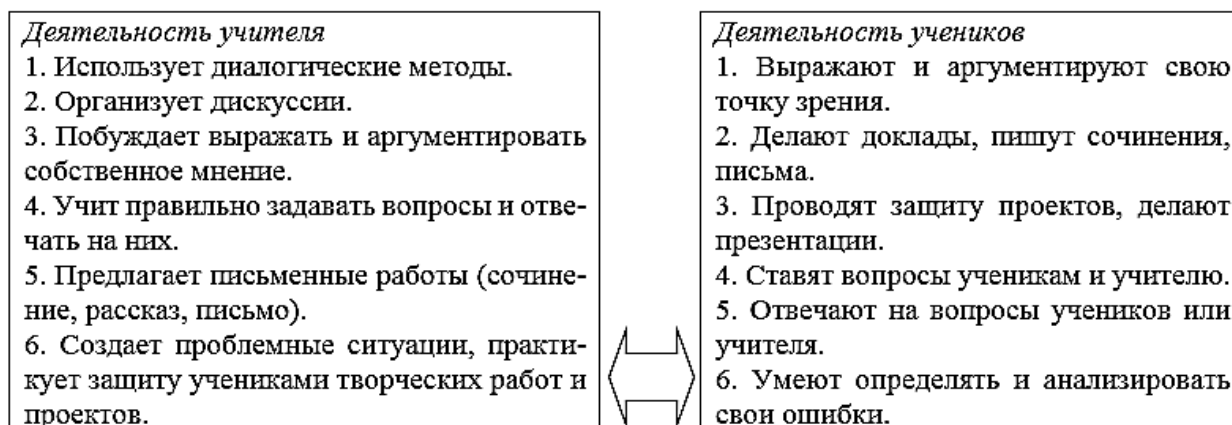 Деятельность учителя
1. Использует диалогические методы.
2. Организует дискуссии.
3. Побуждает выражать и аргументировать
собственное мнение.
4. Учит правильно задавать вопросы и отве-
чать на них.
5. Предлагает письменные работы (сочине-
ние, рассказ, письмо).
6. Создает проблемные ситуации, практи-
кует защиту учениками творческих работ и
проектов.
Деятельность учеников
1. Выражают и аргументируют свою
точку зрения.
2. Делают доклады, пишут сочинения,
письма.
3. Проводят защиту проектов, делают
презентации.
4. Ставят вопросы ученикам и учителю.
5. Отвечают на вопросы учеников или
учителя.
6. Умеют определять и анализировать
свои ошибки.